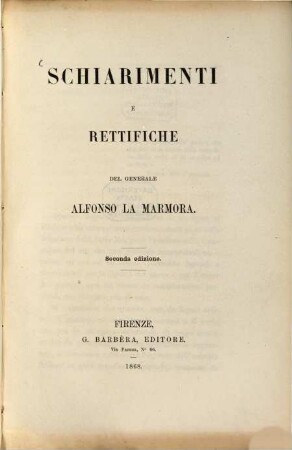 SCHIARIMENTI
E
RETTIFICHE
DEL GENERALE
ALFONSO LA MARMORA.
Seconda edizione.
FIRENZE,
G. BARBÈRA, EDITORE,
Via Faenza, N° 66.
1868.